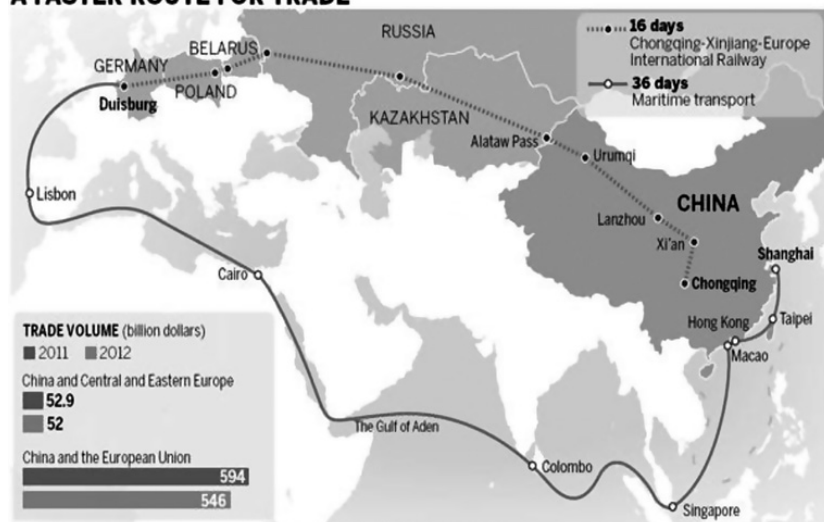 A FASTER ROUTE FOR TRADE
RUSSIA
BELARUS
GERMANY
POLAND
Duisburg
KAZAKHSTAN
Alataw Pass
Urumqi
CHINA
Lanzhou
Xi'an
Chongqing
Shanghai
Taipei
Hong Kong
Macao
Lisbon
Cairo
The Gulf of Aden
Colombo
Singapore
16 days
Chongqing-Xinjiang-Europe
International Railway
36 days
Maritime transport
TRADE VOLUME (billion dollars)
2011 2012
China and Central and Eastern Europe
52.9
52
China and the European Union
594
546